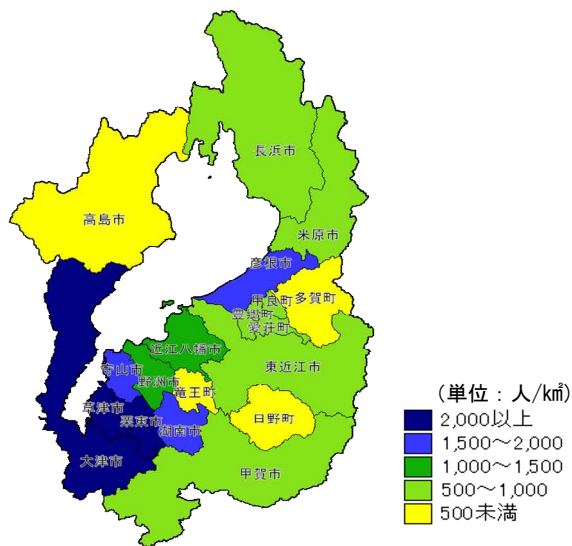 長浜市
高島市
米原市
彦根市
甲良町
多賀町
豊郷町
愛荘町
近江八幡市
東近江市
守山市
野洲市
竜王町
草津市
栗東市
湖南市
日野町
大津市
甲賀市
(単位：人/㎢)
2,000以上
1,500～2,000
1,000～1,500
500～1,000
500未満